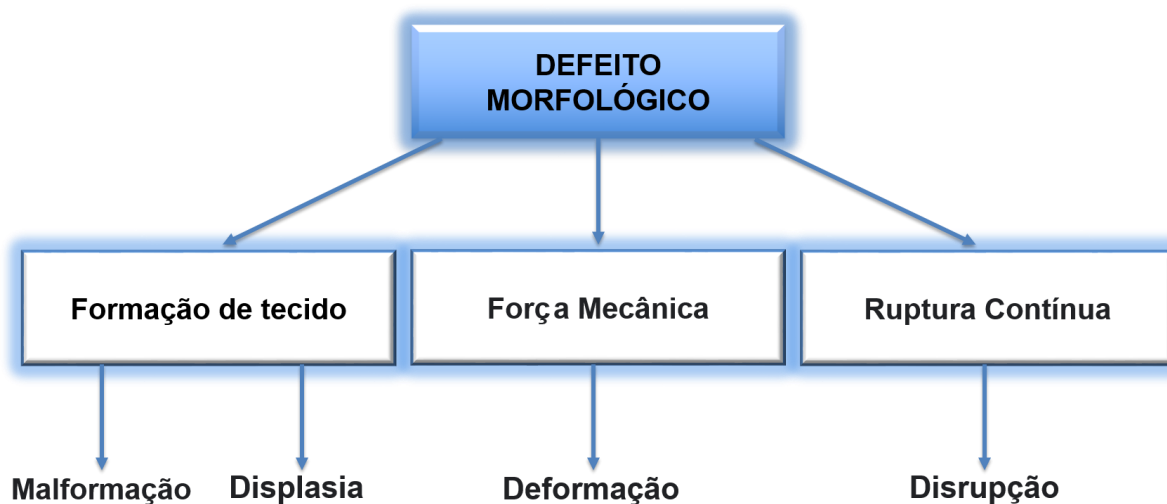 DEFEITO
MORFOLÓGICO
Formação de tecido
Força Mecânica
Ruptura Contínua
Malformação
Displasia
Deformação
Disrupção